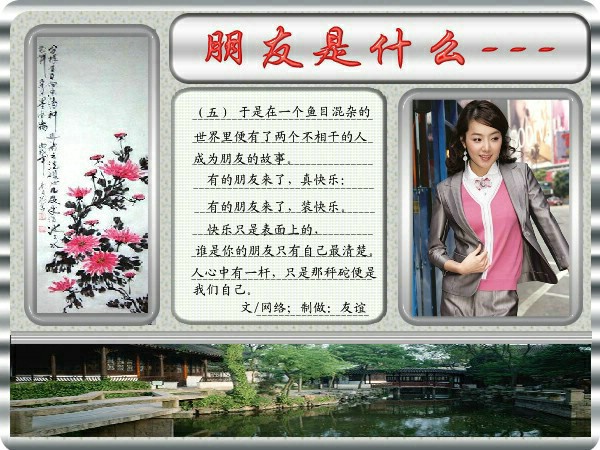 朋友是什么---
（五） 于是在一个鱼目混杂的
世界里便有了两个不相干的人
成为朋友的故事。
有的朋友来了，真快乐；
有的朋友来了，装快乐。
快乐只是表面上的，
谁是你的朋友只有自己最清楚。
人心中有一杆，只是那秤砣便是
我们自己。
文/网络；制做：友谊